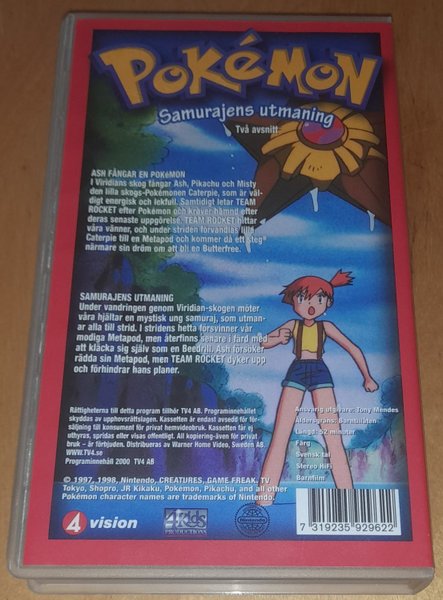 POKéMON
Samurajens utmaning
Två avsnitt
ASH FÅNGAR EN POKéMON
I Viridians skog fångar Ash, Pikachu och Misty
den lilla skogs-Pokémonen Caterpie, som är väl-
digt energisk och lekfull. Samtidigt letar TEAM
ROCKET efter Pokémon och kräver hämnd efter
deras senaste uppgörelse. TEAM ROCKET hittar
våra vänner, och under striden förvandlas lilla
Caterpie till en Metapod och kommer då ett steg
närmare sin dröm om att bli en Butterfree.
SAMURAJENS UTMANING
Under vandringen genom Viridian-skogen möter
våra hjältar en mystisk ung samuraj, som utman-
ar alla till strid. I stridens hetta försvinner vår
modiga Metapod, men återfinns senare i färd med
att kläcka sig själv som en Beedrill. Ash försöker
rädda sin Metapod, men TEAM ROCKET dyker upp
och förhindrar hans planer.
Rättigheterna till detta program tillhör TV4 AB. Programinnehållet
skyddas av upphovsrättslagen. Kassetten är endast avsedd för för-
säljning till konsument för privat hemvideobruk. Kassetten får ej
uthyras, spridas eller visas offentligt. All kopiering-även för privat
bruk – är förbjuden. Distribueras av Warner Home Video, Sweden AB.
WWW.TV4.se
Programinnehåll 2000 TV4 AB
Ansvarig utgivare: Jony Mendes
Åldersgräns: Barntillåten
Längd: 52 minuter
Färg
Svensk tal
Stereo HiFi
Barnfilm
© 1997, 1998, Nintendo, CREATURES, GAME FREAK, TV
Tokyo, Shopro, JR Kikaku, Pokémon, Pikachu, and all other
Pokémon character names are trademarks of Nintendo.
4 vision
4Kids
PRODUCTIONS
Nintendo
7 319235 929622